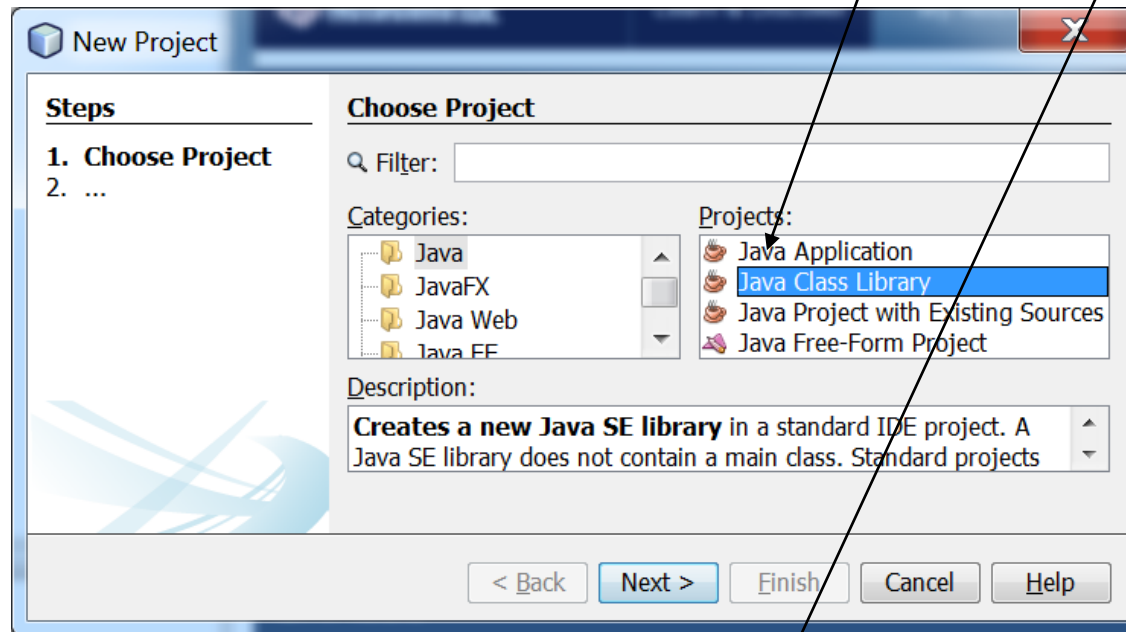 New Project
Steps
1. Choose Project
2. ...
Choose Project
Filter:
Categories:
Java
JavaFX
Java Web
Java EE
Projects:
Java Application
Java Class Library
Java Project with Existing Sources
Java Free-Form Project
Description:
Creates a new Java SE library in a standard IDE project. A
Java SE library does not contain a main class. Standard projects
< Back
Next >
Finish
Cancel
Help